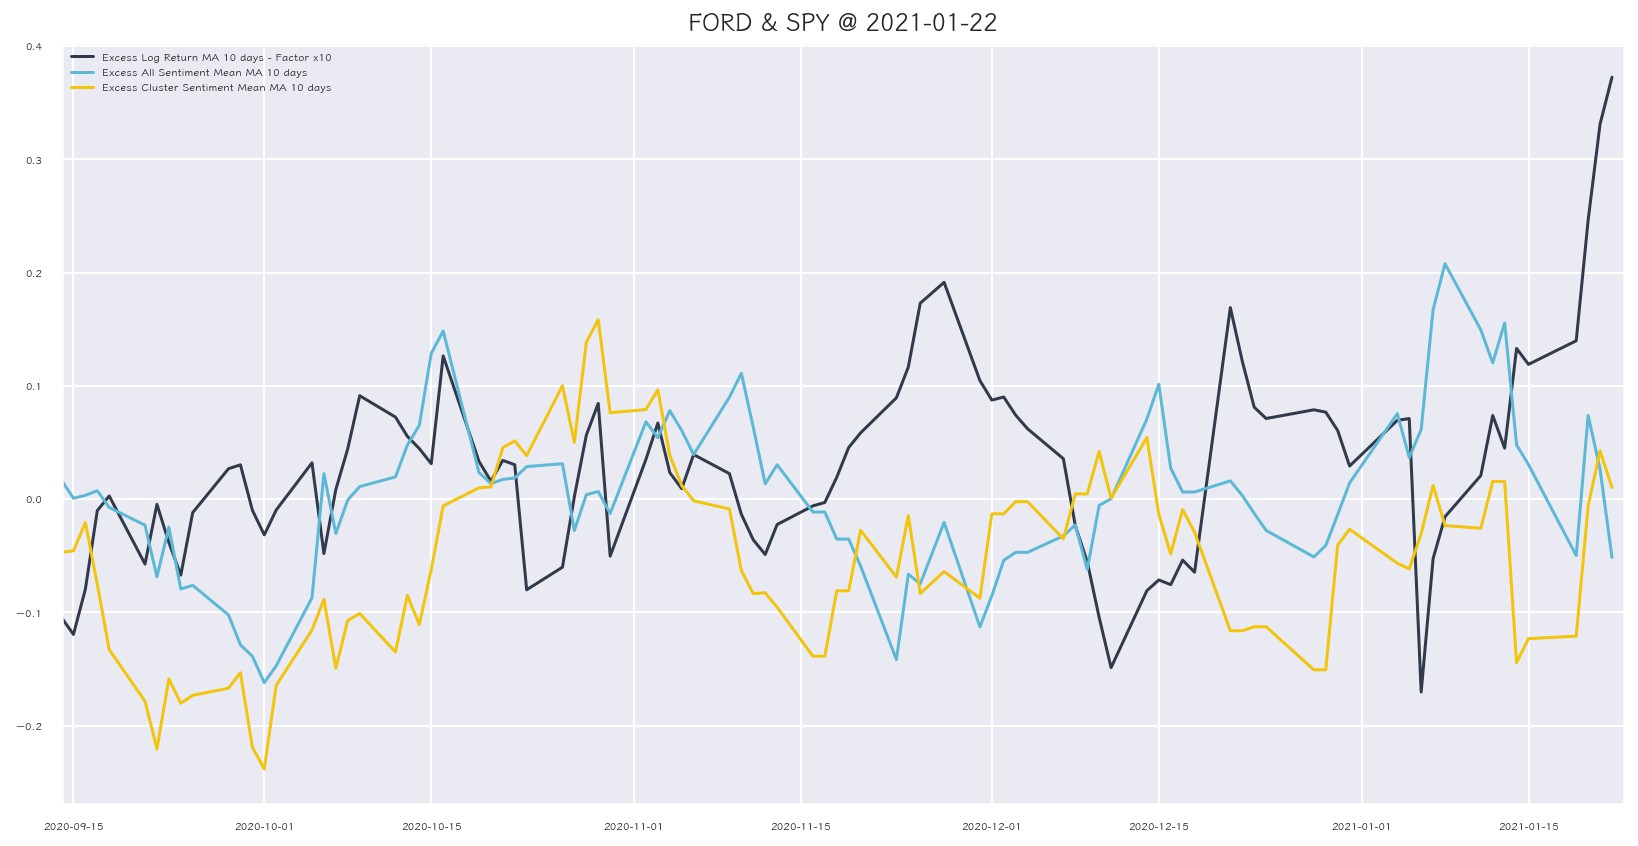 FORD & SPY @ 2021-01-22
Excess Log Return MA 10 days - Factor x10
Excess All Sentiment Mean MA 10 days
Excess Cluster Sentiment Mean MA 10 days
0.4
0.3
0.2
0.1
0.0
−0.1
−0.2
2020-09-15 2020-10-01 2020-10-15 2020-11-01 2020-11-15 2020-12-01 2020-12-15 2021-01-01 2021-01-15